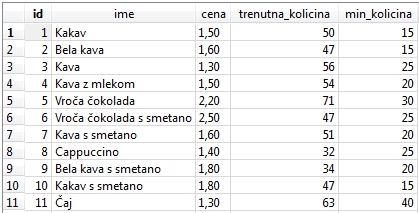 id ime cena trenutna_kolicina min_kolicina
1 1 Kakav 1,50 50 15
2 2 Bela kava 1,60 47 15
3 3 Kava 1,30 56 25
4 4 Kava z mlekom 1,50 54 20
5 5 Vroča čokolada 2,20 71 30
6 6 Vroča čokolada s smetano 2,50 47 25
7 7 Kava s smetano 1,60 51 20
8 8 Cappuccino 1,40 32 25
9 9 Bela kava s smetano 1,80 34 20
10 10 Kakav s smetano 1,80 47 15
11 11 Čaj 1,30 63 40